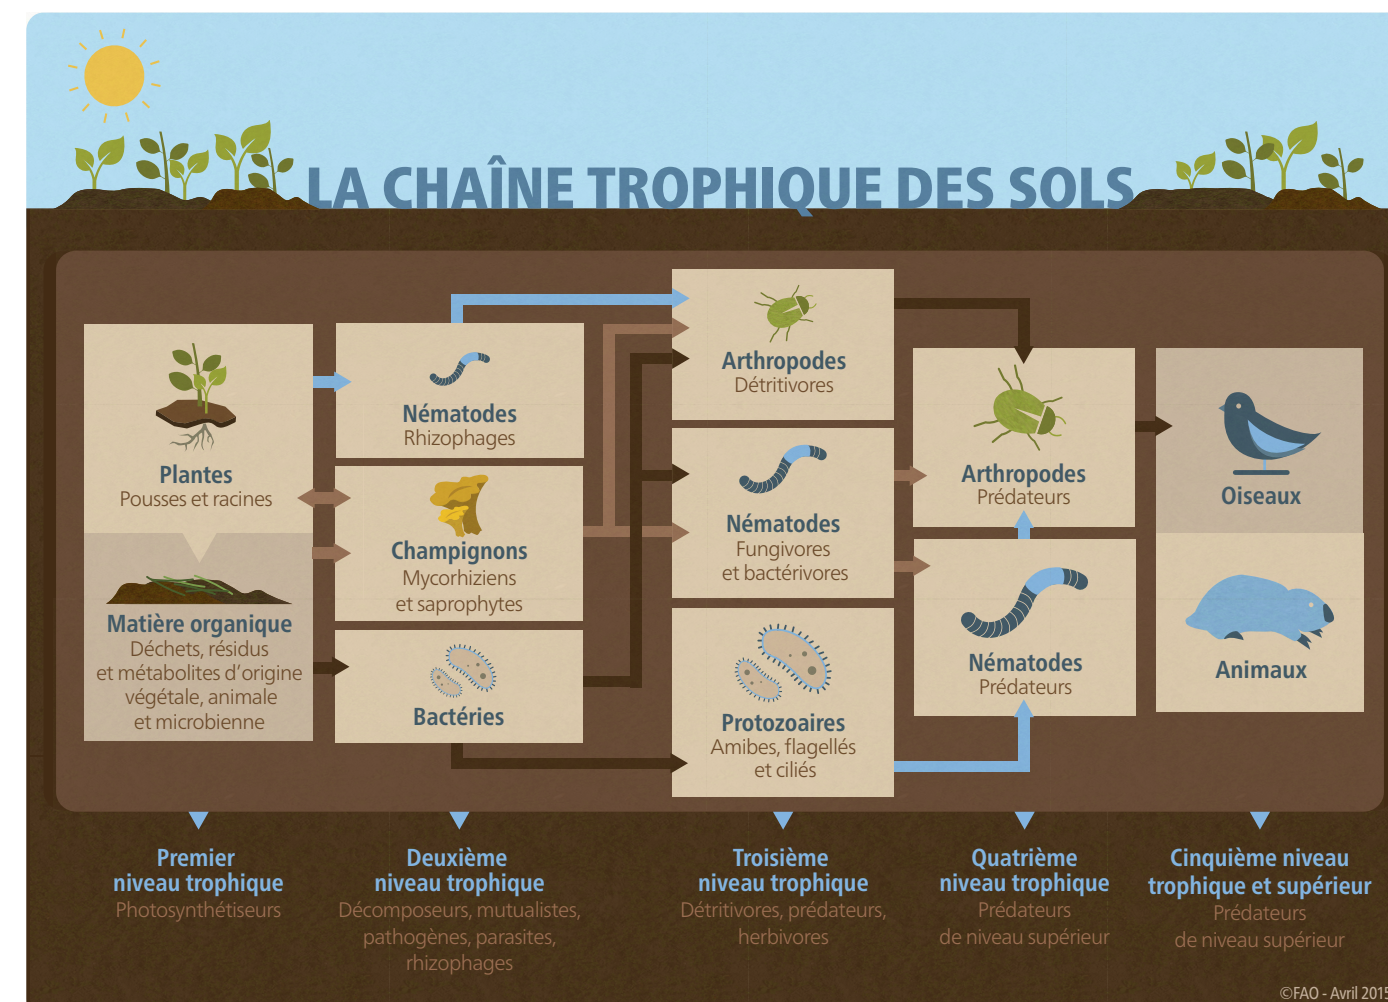 LA CHAÎNE TROPHIQUE DES SOLS
Plantes
Pousses et racines
Matière organique
Déchets, résidus
et métabolites d'origine
végétale, animale
et microbienne
Nématodes
Rhizophages
Champignons
Mycorhiziens
et saprophytes
Bactéries
Arthropodes
Détritivores
Nématodes
Fungivores
et bactérivores
Protozoaires
Amibes, flagellés
et ciliés
Arthropodes
Prédateurs
Nématodes
Prédateurs
Oiseaux
Animaux
Premier
niveau trophique
Photosynthétiseurs
Deuxième
niveau trophique
Décomposeurs, mutualistes,
pathogènes, parasites,
rhizophages
Troisième
niveau trophique
Détritivores, prédateurs,
herbivores
Quatrième
niveau trophique
Prédateurs
de niveau supérieur
Cinquième niveau
trophique et supérieur
Prédateurs
de niveau supérieur
©FAO - Avril 2015